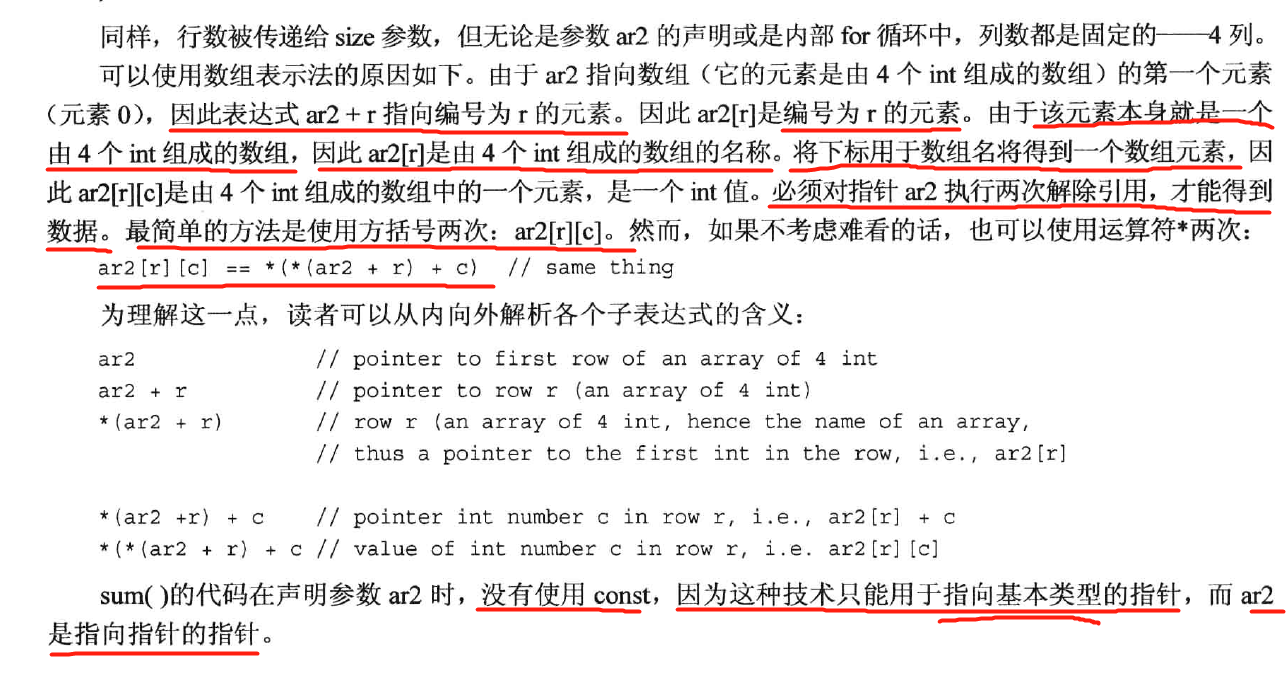 同样，行数被传递给 size 参数，但无论是参数 ar2 的声明或是内部 for 循环中，列数都是固定的——4 列。
可以使用数组表示法的原因如下。由于 ar2 指向数组（它的元素是由 4 个 int 组成的数组）的第一个元素
（元素 0），因此表达式 ar2 + r 指向编号为 r 的元素。因此 ar2[r]是编号为 r 的元素。由于该元素本身就是一个
由 4 个 int 组成的数组，因此 ar2[r]是由 4 个 int 组成的数组的名称。将下标用于数组名将得到一个数组元素，因
此 ar2[r][c]是由 4 个 int 组成的数组中的一个元素，是一个 int 值。必须对指针 ar2 执行两次解除引用，才能得到
数据。最简单的方法是使用方括号两次：ar2[r][c]。然而，如果不考虑难看的话，也可以使用运算符*两次：
ar2[r][c] == *(*(ar2 + r) + c)  // same thing
为理解这一点，读者可以从内向外解析各个子表达式的含义：
ar2             // pointer to first row of an array of 4 int
ar2 + r         // pointer to row r (an array of 4 int)
*(ar2 + r)      // row r (an array of 4 int, hence the name of an array,
// thus a pointer to the first int in the row, i.e., ar2[r]
*(ar2 +r) + c   // pointer int number c in row r, i.e., ar2[r] + c
*(*(ar2 + r) + c // value of int number c in row r, i.e. ar2[r][c]
sum( )的代码在声明参数 ar2 时，没有使用 const，因为这种技术只能用于指向基本类型的指针，而 ar2
是指向指针的指针。